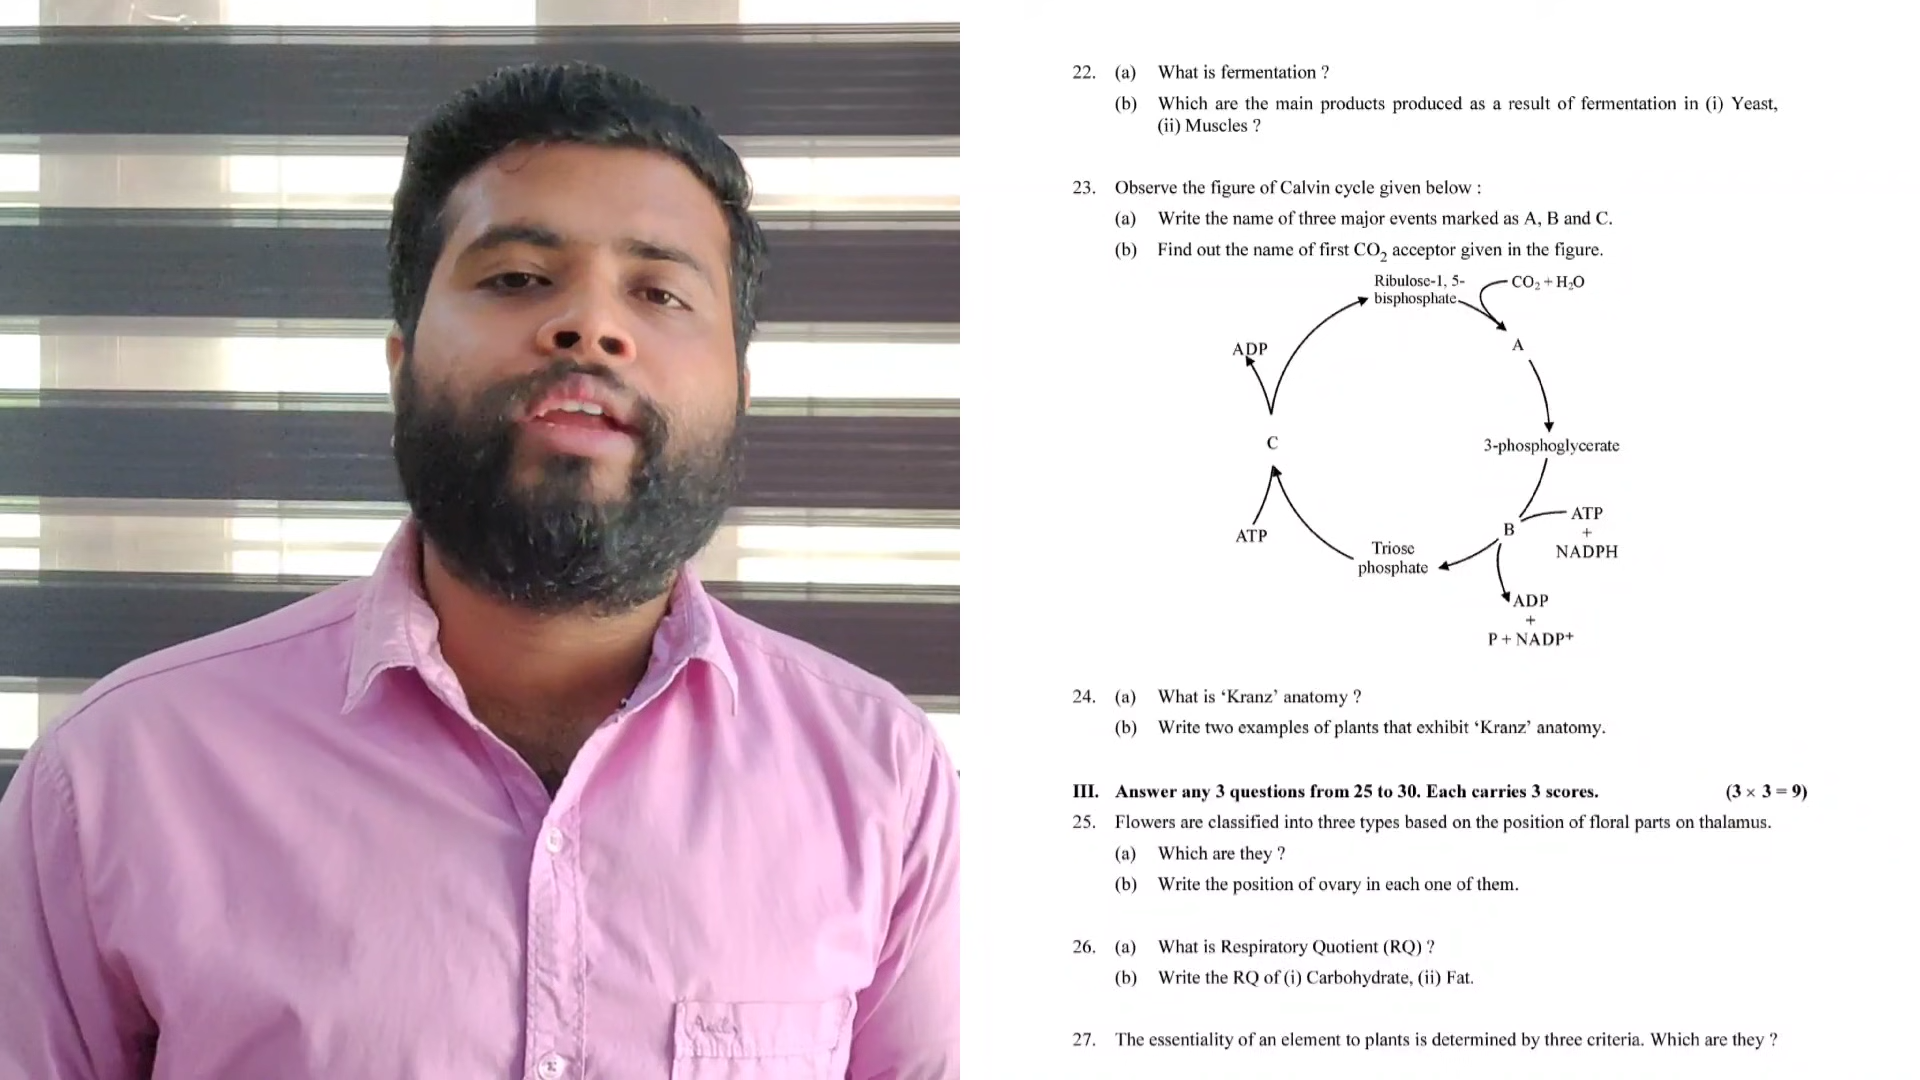 22. (a) What is fermentation ?
(b) Which are the main products produced as a result of fermentation in (i) Yeast,
(ii) Muscles ?
23. Observe the figure of Calvin cycle given below :
(a) Write the name of three major events marked as A, B and C.
(b) Find out the name of first CO₂ acceptor given in the figure.
Ribulose-1, 5-
bisphosphate
CO₂ + H₂O
ADP
A
C
3-phosphoglycerate
ATP
B
ATP
+
NADPH
Triose
phosphate
ADP
+
P + NADP⁺
24. (a) What is ‘Kranz’ anatomy ?
(b) Write two examples of plants that exhibit ‘Kranz’ anatomy.
III. Answer any 3 questions from 25 to 30. Each carries 3 scores. (3 × 3 = 9)
25. Flowers are classified into three types based on the position of floral parts on thalamus.
(a) Which are they ?
(b) Write the position of ovary in each one of them.
26. (a) What is Respiratory Quotient (RQ) ?
(b) Write the RQ of (i) Carbohydrate, (ii) Fat.
27. The essentiality of an element to plants is determined by three criteria. Which are they ?